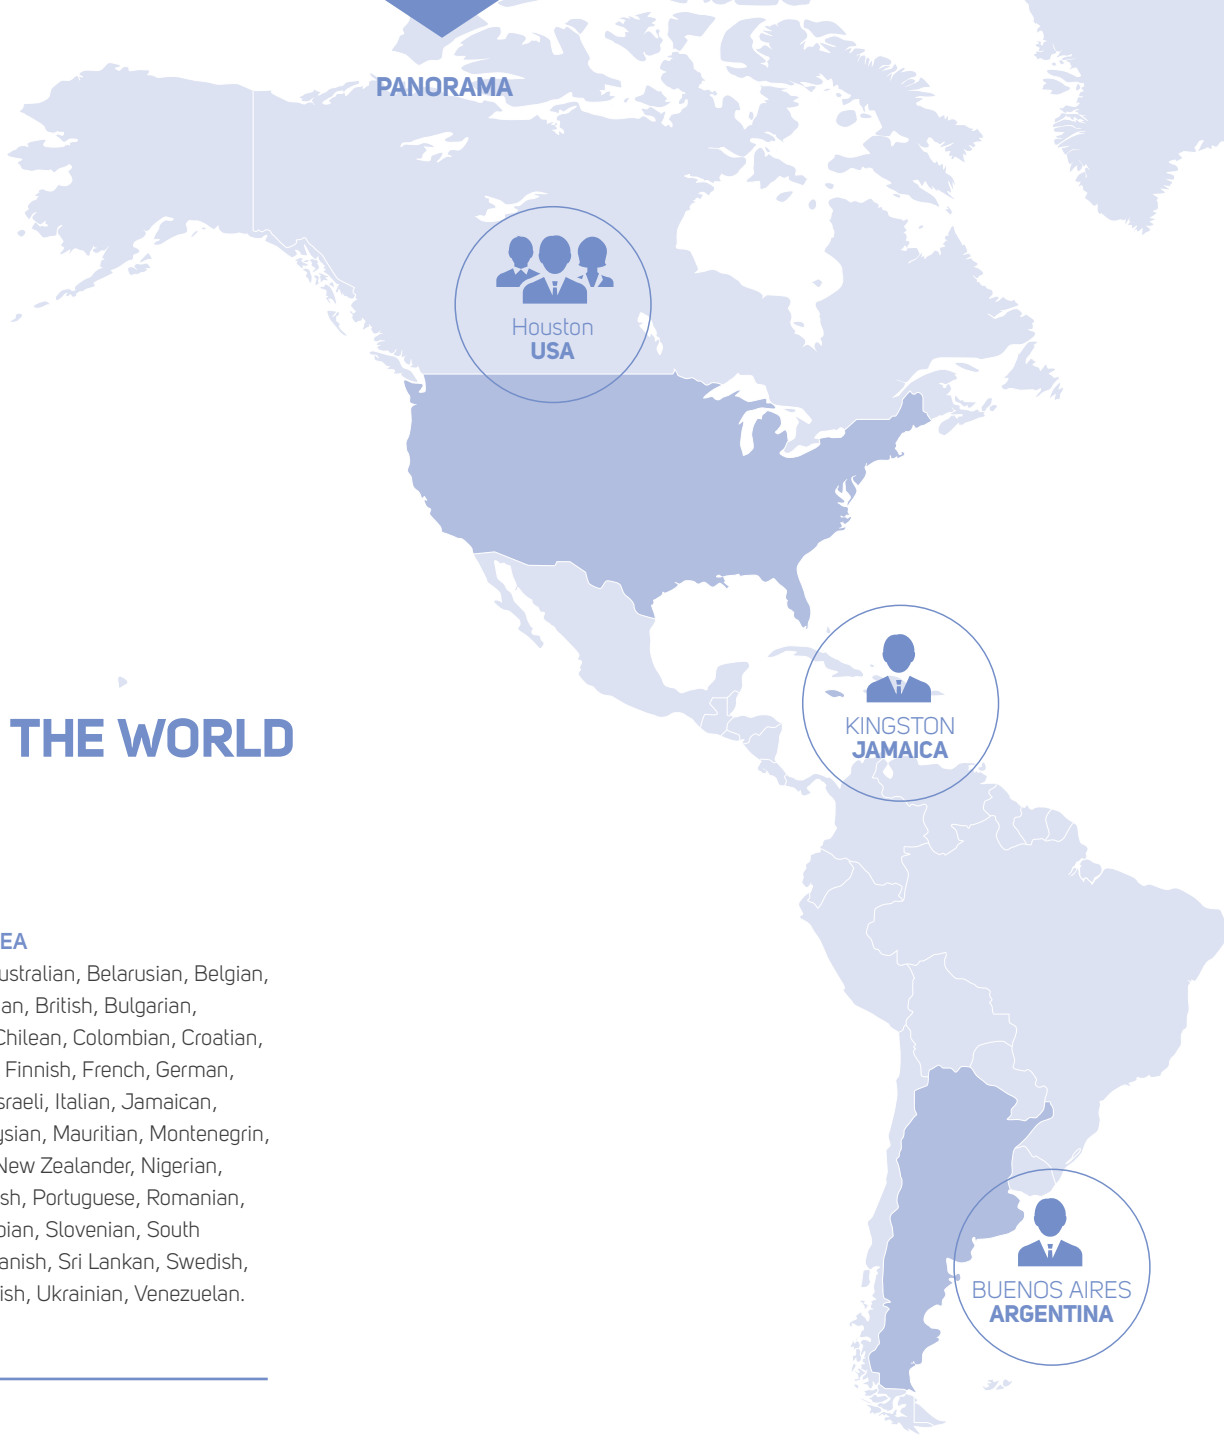 PANORAMA
Houston
USA
KINGSTON
JAMAICA
THE WORLD
EA
ustralian, Belarusian, Belgian,
an, British, Bulgarian,
Chilean, Colombian, Croatian,
Finnish, French, German,
sraeli, Italian, Jamaican,
ysian, Mauritian, Montenegrin,
New Zealander, Nigerian,
sh, Portuguese, Romanian,
bian, Slovenian, South
anish, Sri Lankan, Swedish,
ish, Ukrainian, Venezuelan.
BUENOS AIRES
ARGENTINA